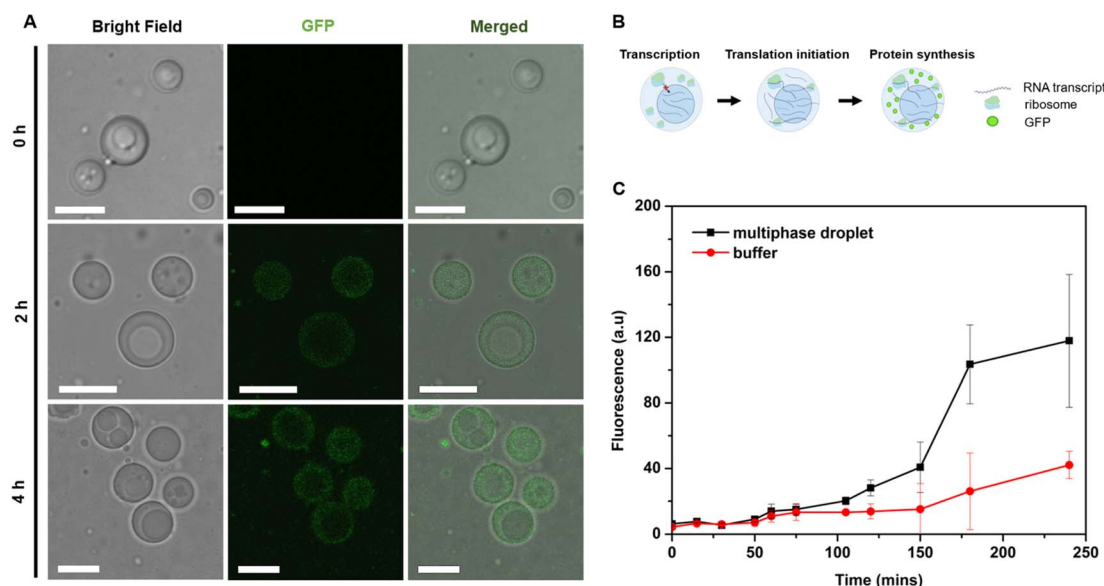 A
Bright Field
GFP
Merged
0 h
2 h
4 h
B
Transcription
Translation initiation
Protein synthesis
RNA transcript
ribosome
GFP
C
200
160
120
80
40
0
Fluorescence (a.u)
multiphase droplet
buffer
0
50
100
150
200
250
Time (mins)